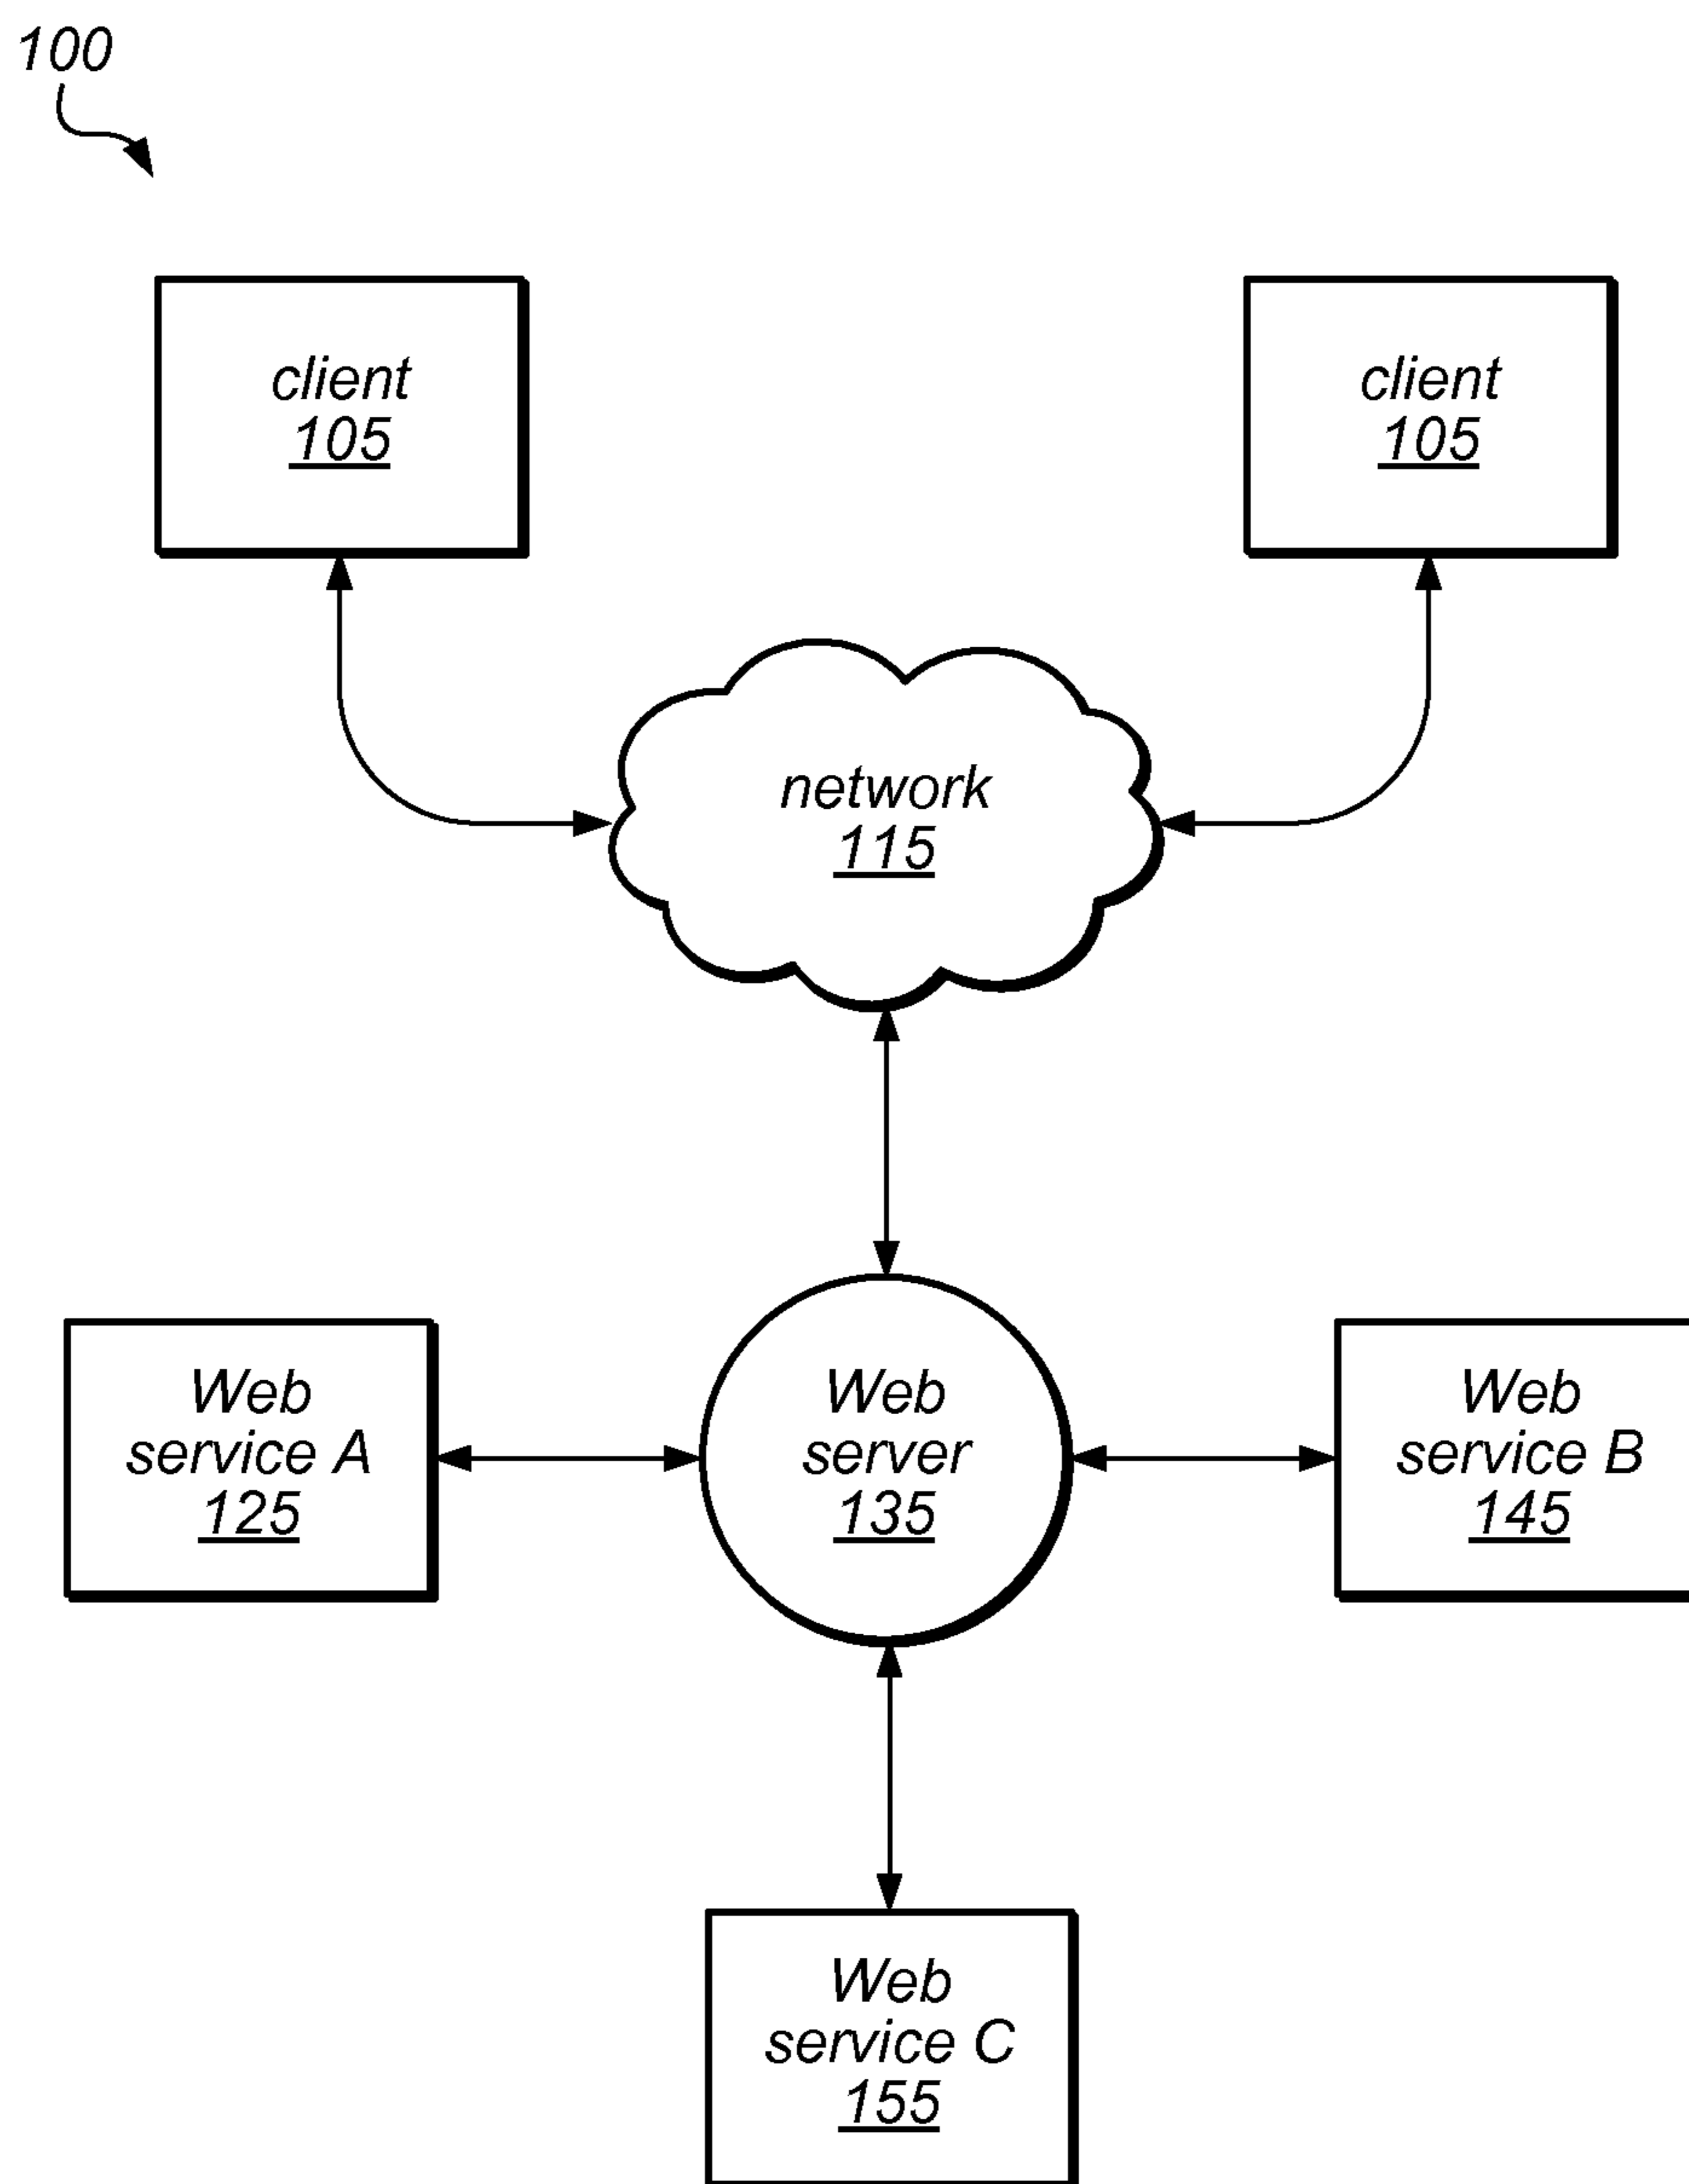 100
client
105
client
105
network
115
Web
service A
125
Web
server
135
Web
service B
145
Web
service C
155